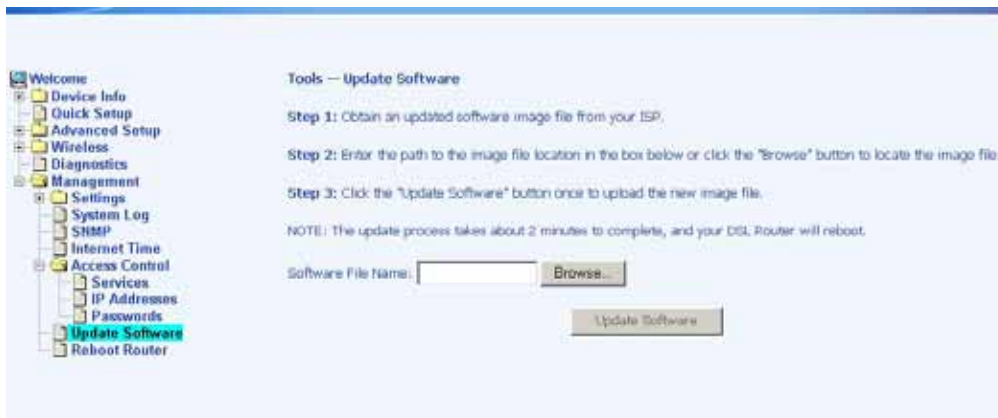 Welcome
Device Info
Quick Setup
Advanced Setup
Wireless
Diagnostics
Management
Settings
System Log
SNMP
Internet Time
Access Control
Services
IP Addresses
Passwords
Update Software
Reboot Router
Tools -- Update Software
Step 1: Obtain an updated software image file from your ISP.
Step 2: Enter the path to the image file location in the box below or click the "Browse" button to locate the image file
Step 3: Click the "Update Software" button once to upload the new image file.
NOTE: The update process takes about 2 minutes to complete, and your DSL Router will reboot.
Software File Name: Browse...
Update Software